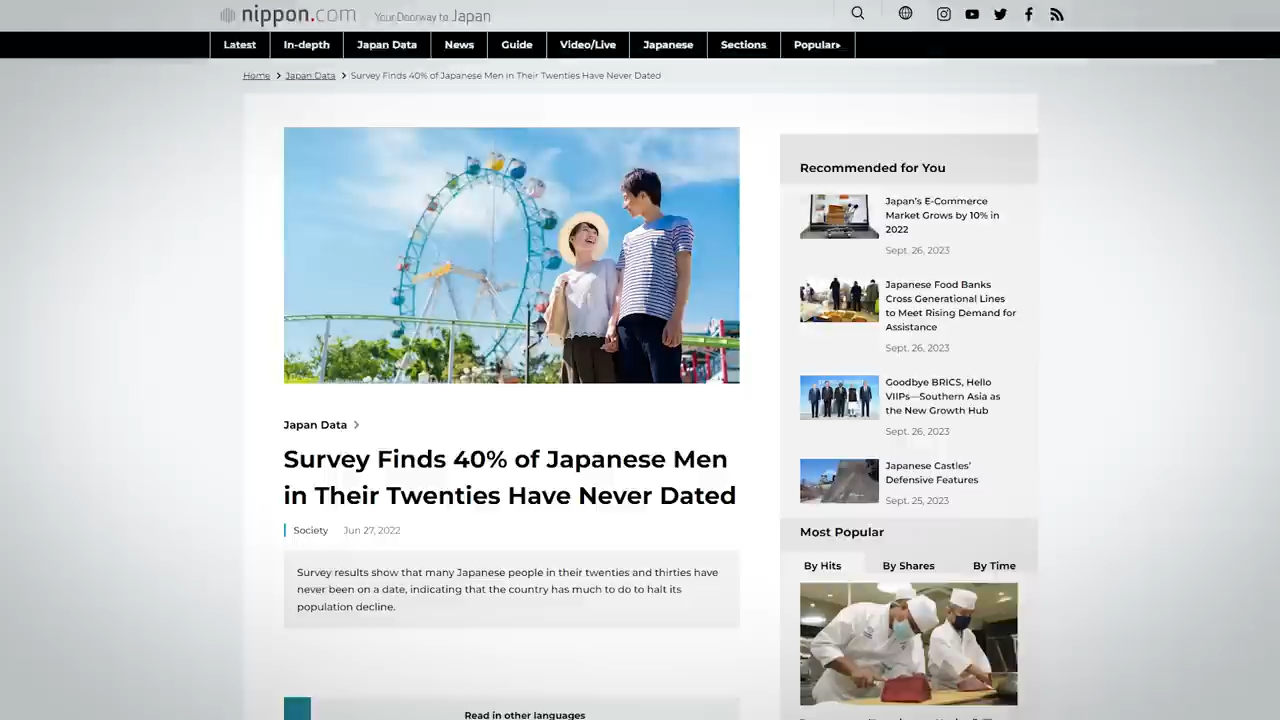 nippon.com Your Doorway to Japan
Latest In-depth Japan Data News Guide Video/Live Japanese Sections Popular▸
Home > Japan Data > Survey Finds 40% of Japanese Men in Their Twenties Have Never Dated
Japan Data >
Survey Finds 40% of Japanese Men
in Their Twenties Have Never Dated
Society Jun 27, 2022
Survey results show that many Japanese people in their twenties and thirties have
never been on a date, indicating that the country has much to do to halt its
population decline.
Read in other languages
Recommended for You
Japan's E-Commerce
Market Grows by 10% in
2022
Sept. 26, 2023
Japanese Food Banks
Cross Generational Lines
to Meet Rising Demand for
Assistance
Sept. 26, 2023
Goodbye BRICS, Hello
VIIPs—Southern Asia as
the New Growth Hub
Sept. 26, 2023
Japanese Castles'
Defensive Features
Sept. 25, 2023
Most Popular
By Hits By Shares By Time